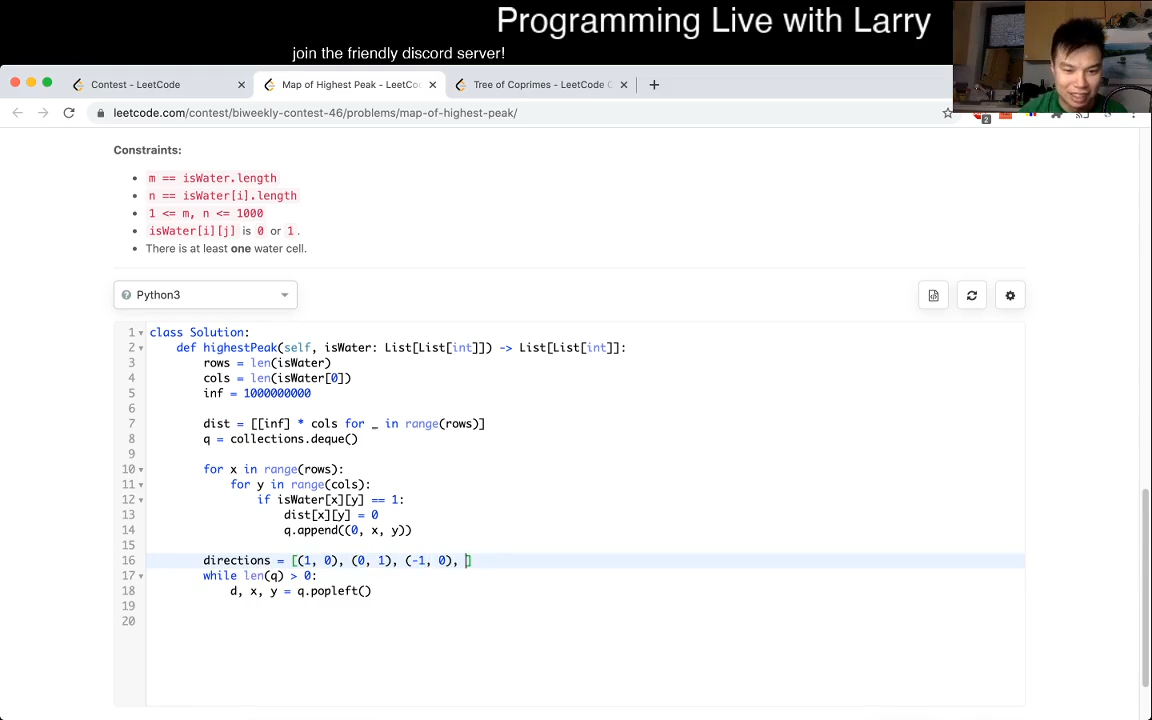 Programming Live with Larry
join the friendly discord server!
Contest - LeetCode
Map of Highest Peak - LeetCo
Tree of Coprimes - LeetCode C
leetcode.com/contest/biweekly-contest-46/problems/map-of-highest-peak/
2
Constraints:
m == isWater.length
n == isWater[i].length
1 <= m, n <= 1000
isWater[i][j] is 0 or 1.
There is at least one water cell.
Python3
1 class Solution:
2 def highestPeak(self, isWater: List[List[int]]) -> List[List[int]]:
3 rows = len(isWater)
4 cols = len(isWater[0])
5 inf = 1000000000
6
7 dist = [[inf] * cols for _ in range(rows)]
8 q = collections.deque()
9
10 for x in range(rows):
11 for y in range(cols):
12 if isWater[x][y] == 1:
13 dist[x][y] = 0
14 q.append((0, x, y))
15
16 directions = [(1, 0), (0, 1), (-1, 0), ]
17 while len(q) > 0:
18 d, x, y = q.popleft()
19
20